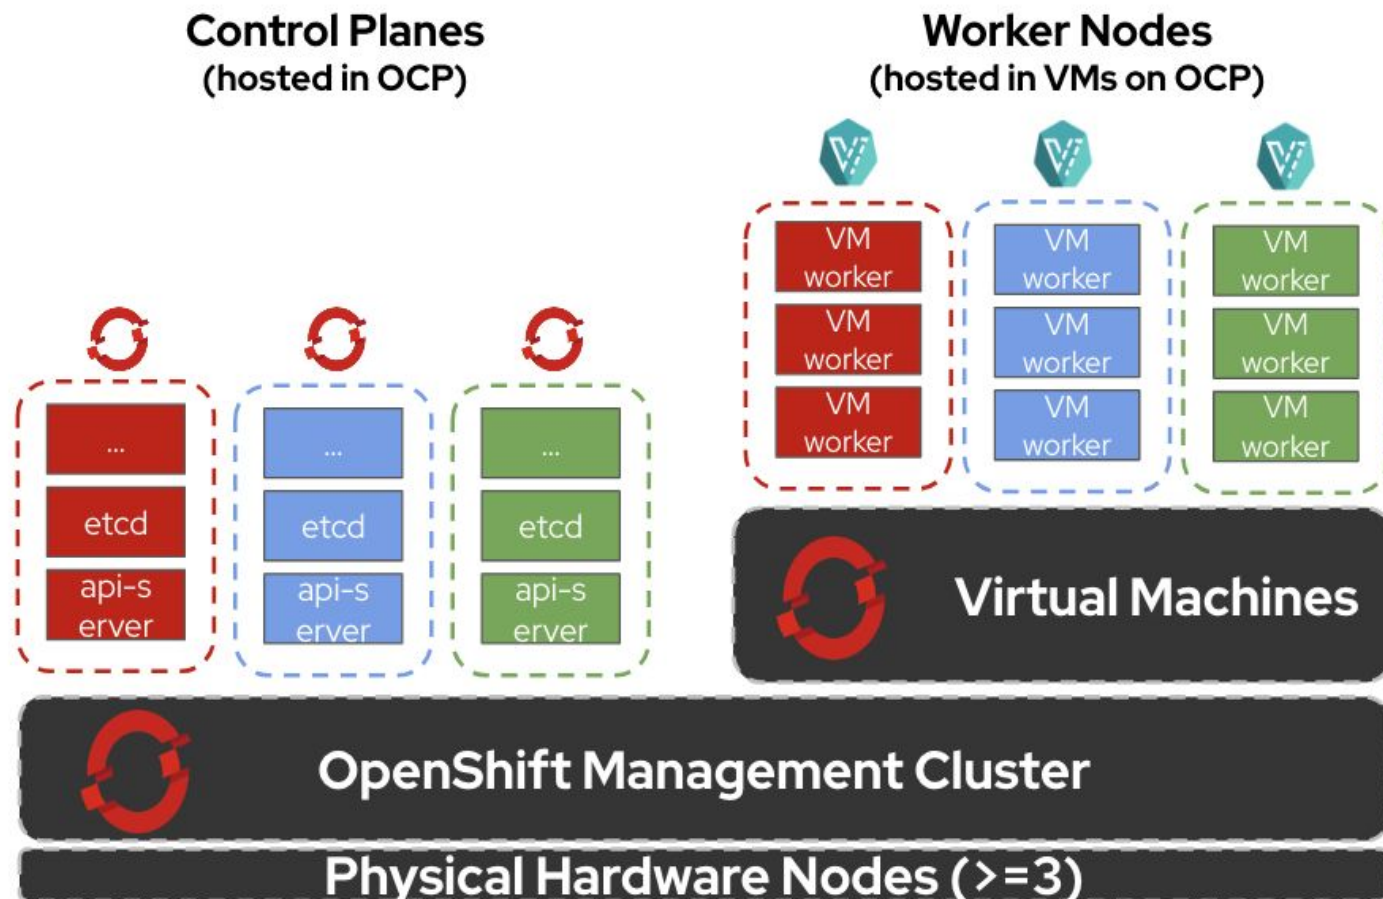 Control Planes
(hosted in OCP)
Worker Nodes
(hosted in VMs on OCP)
...
etcd
api-s
erver
...
etcd
api-s
erver
...
etcd
api-s
erver
VM
worker
VM
worker
VM
worker
VM
worker
VM
worker
VM
worker
VM
worker
VM
worker
VM
worker
Virtual Machines
OpenShift Management Cluster
Physical Hardware Nodes (>=3)